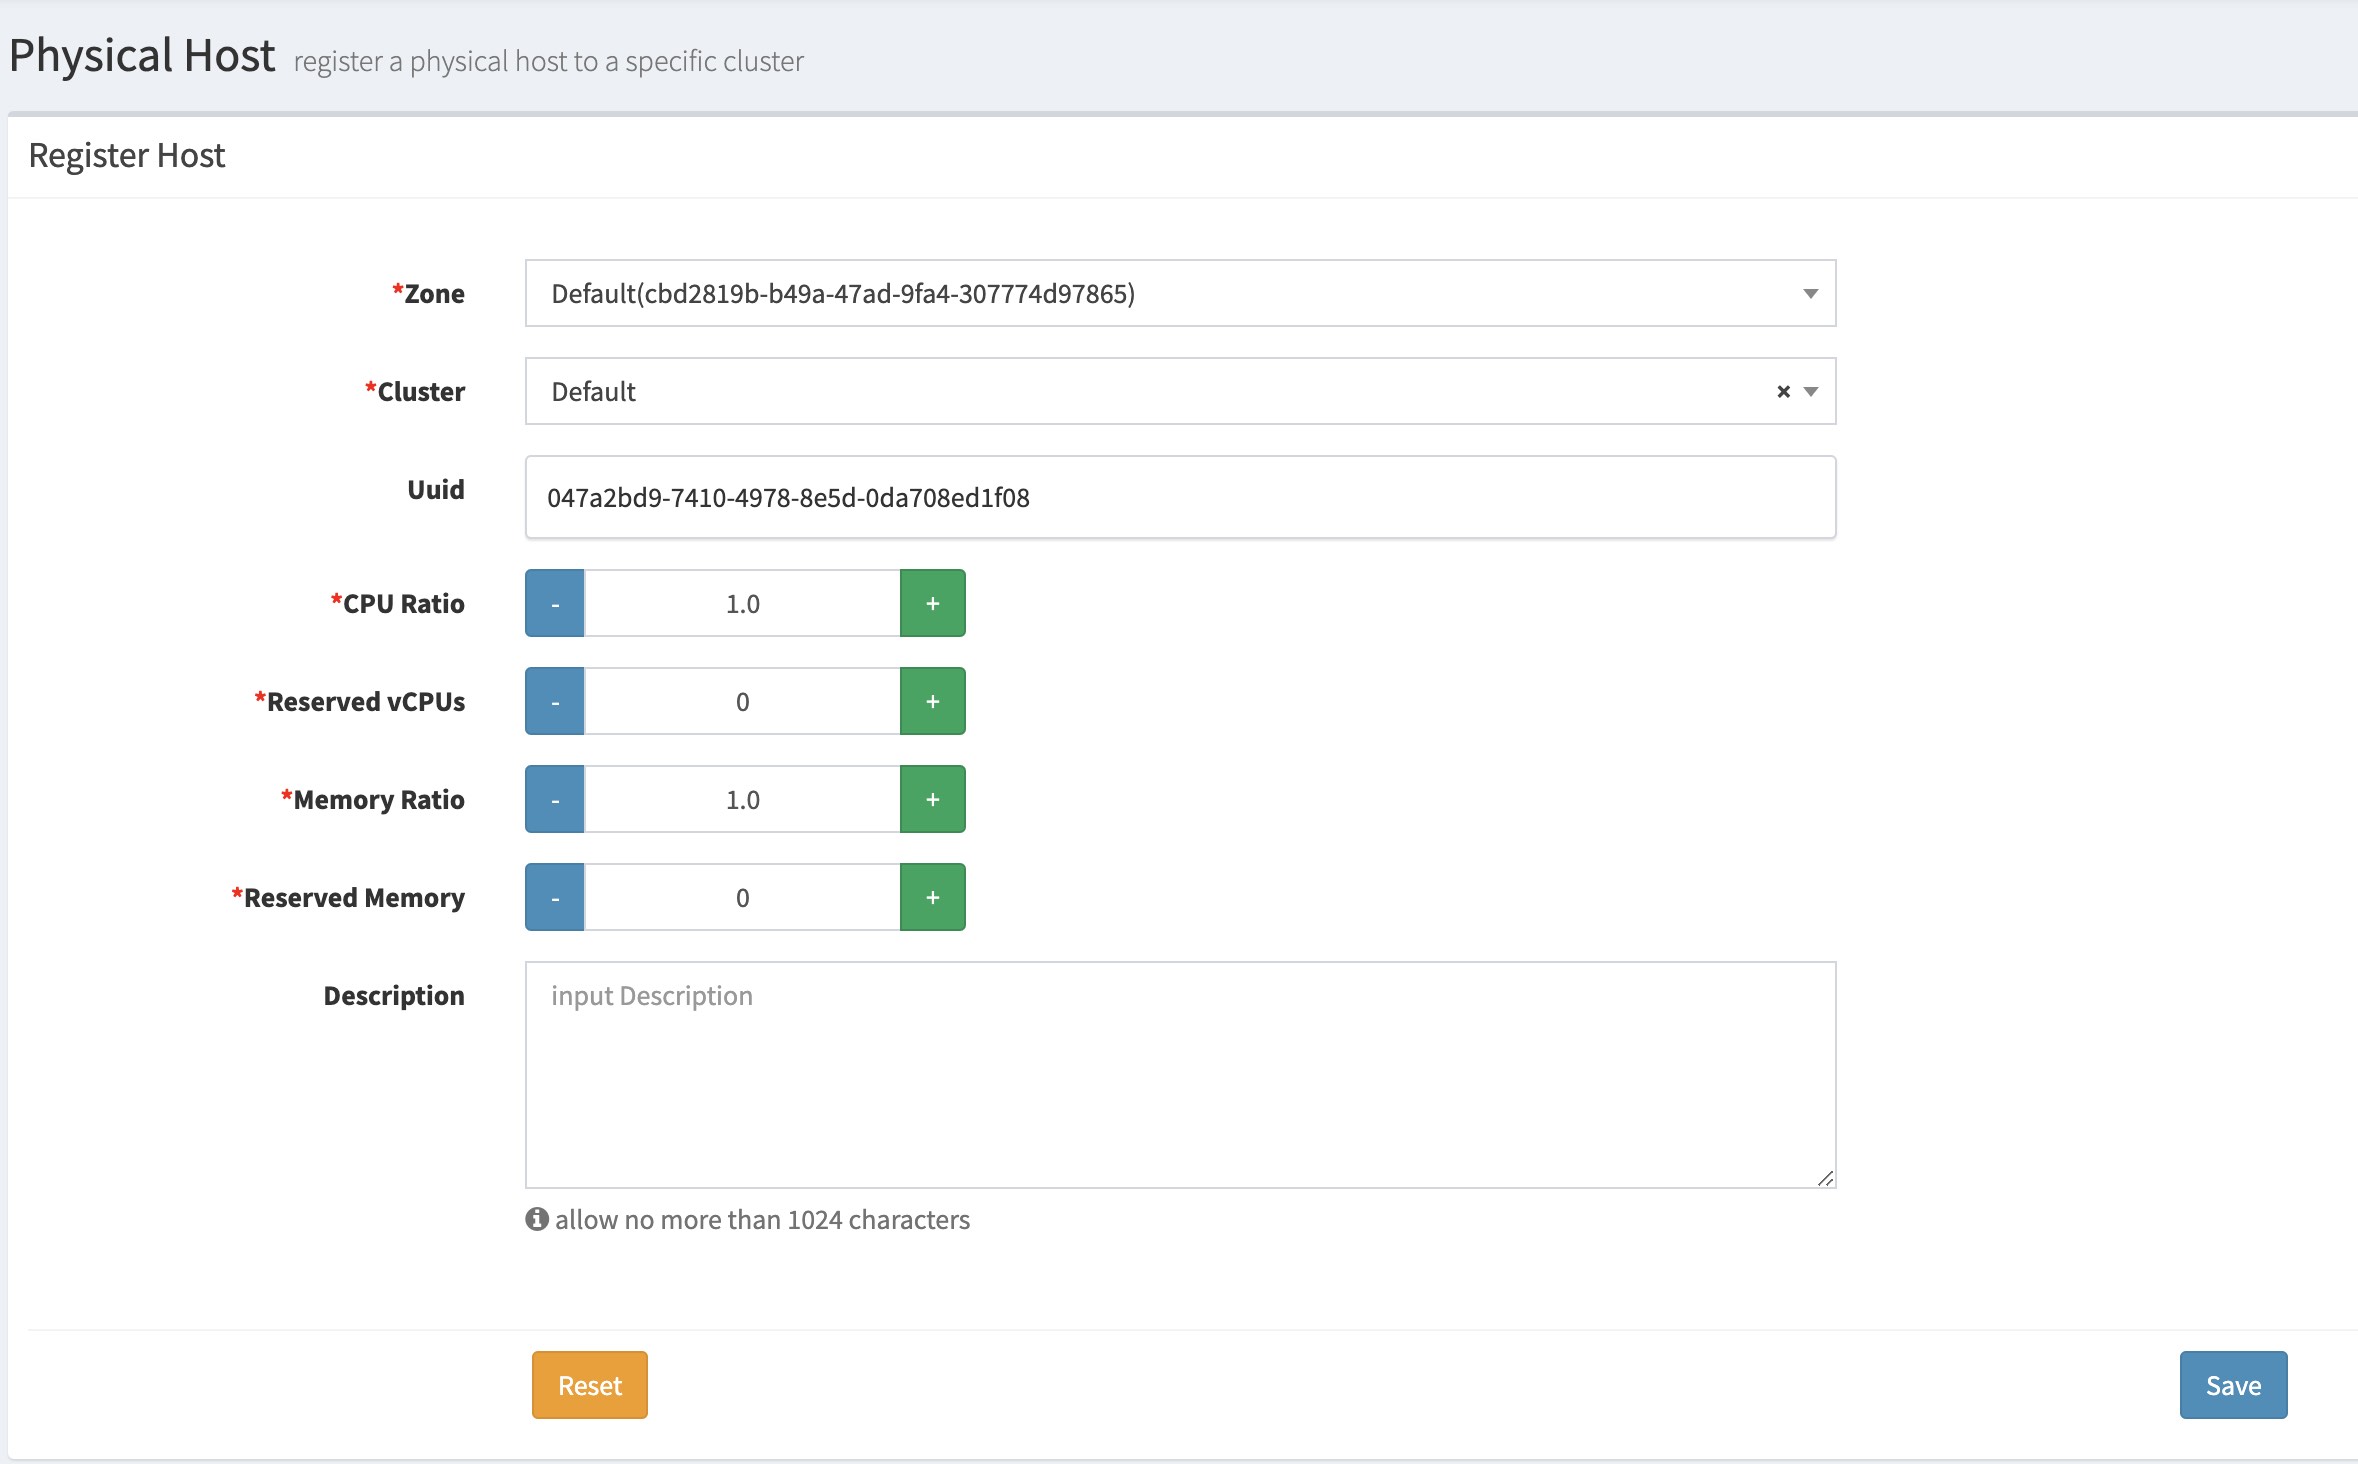 Physical Host register a physical host to a specific cluster
Register Host
*Zone Default(cbd2819b-b49a-47ad-9fa4-307774d97865)
*Cluster Default ×
Uuid 047a2bd9-7410-4978-8e5d-0da708ed1f08
*CPU Ratio - 1.0 +
*Reserved vCPUs - 0 +
*Memory Ratio - 1.0 +
*Reserved Memory - 0 +
Description input Description
allow no more than 1024 characters
Reset Save